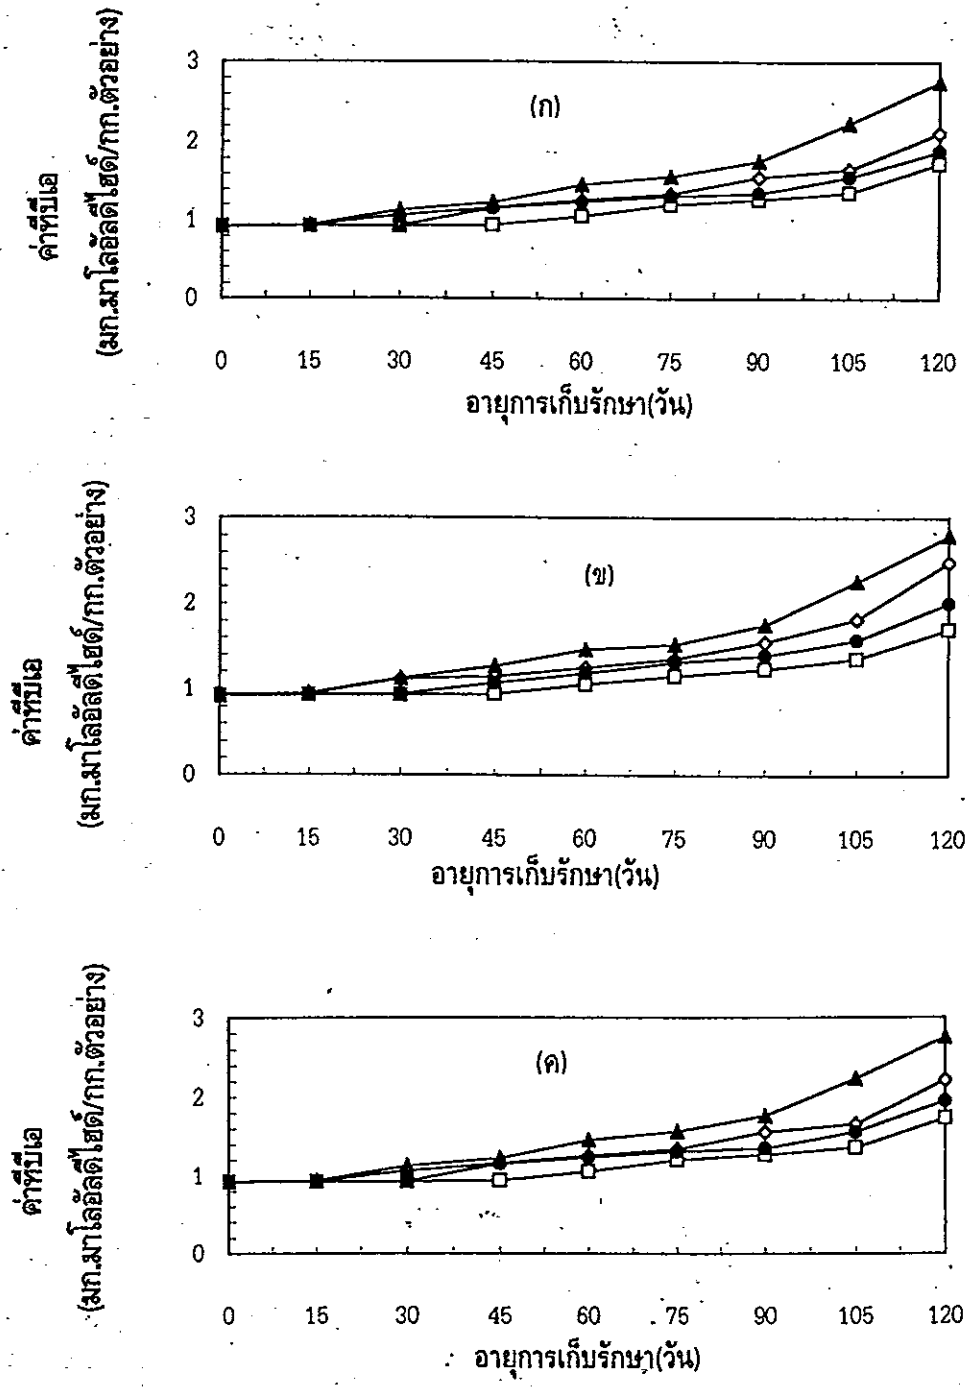 ค่าทีบีเอ
(มก.มาโลอัลดีไฮด์/กก.ตัวอย่าง)
3
(ก)
2
1
0
0 15 30 45 60 75 90 105 120
อายุการเก็บรักษา(วัน)
ค่าทีบีเอ
(มก.มาโลอัลดีไฮด์/กก.ตัวอย่าง)
3
(ข)
2
1
0
0 15 30 45 60 75 90 105 120
อายุการเก็บรักษา(วัน)
ค่าทีบีเอ
(มก.มาโลอัลดีไฮด์/กก.ตัวอย่าง)
3
(ค)
2
1
0
0 15 30 45 60 75 90 105 120
อายุการเก็บรักษา(วัน)